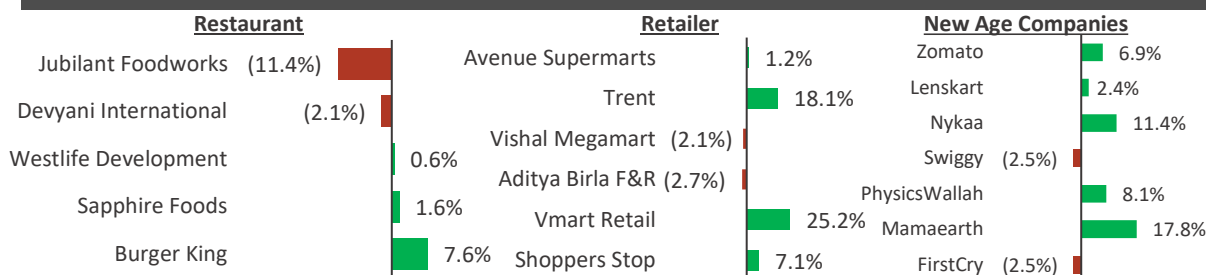 Restaurant
Jubilant Foodworks (11.4%)
Devyani International (2.1%)
Westlife Development 0.6%
Sapphire Foods 1.6%
Burger King 7.6%
Retailer
Avenue Supermarts 1.2%
Trent 18.1%
Vishal Megamart (2.1%)
Aditya Birla F&R (2.7%)
Vmart Retail 25.2%
Shoppers Stop 7.1%
New Age Companies
Zomato 6.9%
Lenskart 2.4%
Nykaa 11.4%
Swiggy (2.5%)
PhysicsWallah 8.1%
Mamaearth 17.8%
FirstCry (2.5%)